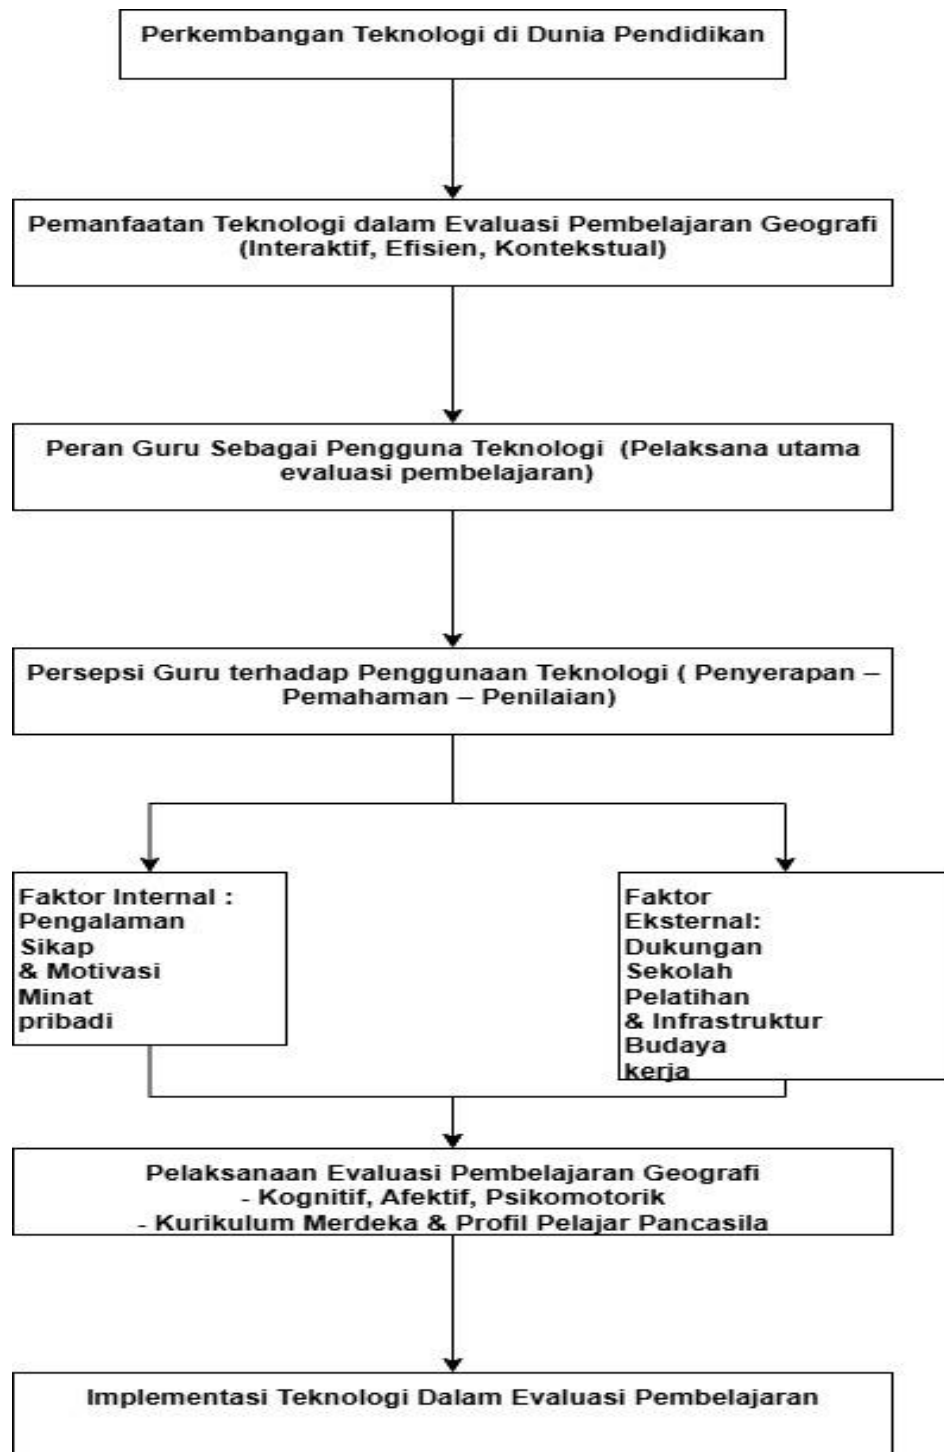 Perkembangan Teknologi di Dunia Pendidikan
Pemanfaatan Teknologi dalam Evaluasi Pembelajaran Geografi
(Interaktif, Efisien, Kontekstual)
Peran Guru Sebagai Pengguna Teknologi (Pelaksana utama
evaluasi pembelajaran)
Persepsi Guru terhadap Penggunaan Teknologi ( Penyerapan –
Pemahaman – Penilaian)
Faktor Internal :
Pengalaman
Sikap
& Motivasi
Minat
pribadi
Faktor
Eksternal:
Dukungan
Sekolah
Pelatihan
& Infrastruktur
Budaya
kerja
Pelaksanaan Evaluasi Pembelajaran Geografi
- Kognitif, Afektif, Psikomotorik
- Kurikulum Merdeka & Profil Pelajar Pancasila
Implementasi Teknologi Dalam Evaluasi Pembelajaran